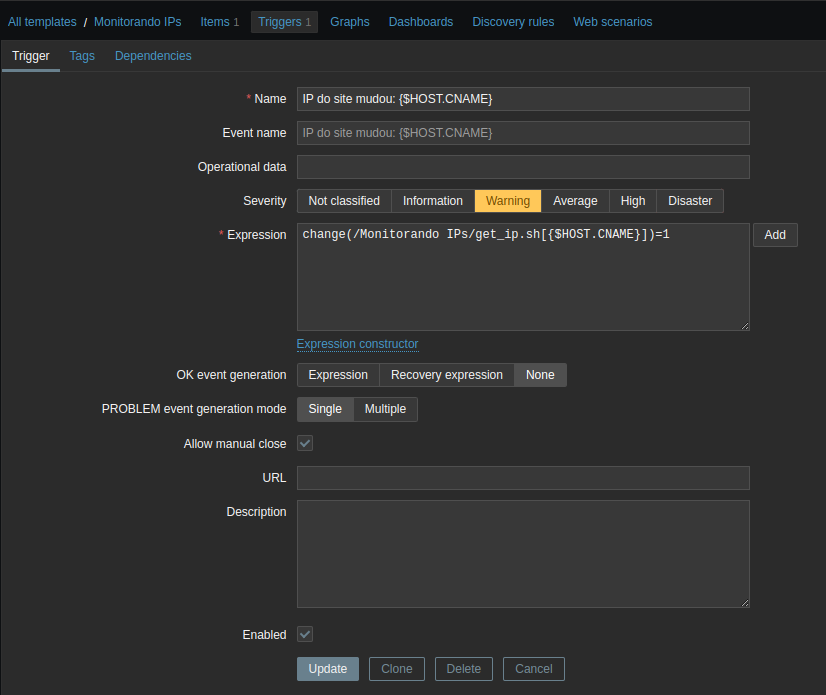 All templates / Monitorando IPs Items 1 Triggers 1 Graphs Dashboards Discovery rules Web scenarios
Trigger Tags Dependencies
* Name IP do site mudou: {$HOST.CNAME}
Event name IP do site mudou: {$HOST.CNAME}
Operational data
Severity Not classified Information Warning Average High Disaster
* Expression change(/Monitorando IPs/get_ip.sh[{$HOST.CNAME}])=1 Add
Expression constructor
OK event generation Expression Recovery expression None
PROBLEM event generation mode Single Multiple
Allow manual close
URL
Description
Enabled
Update Clone Delete Cancel